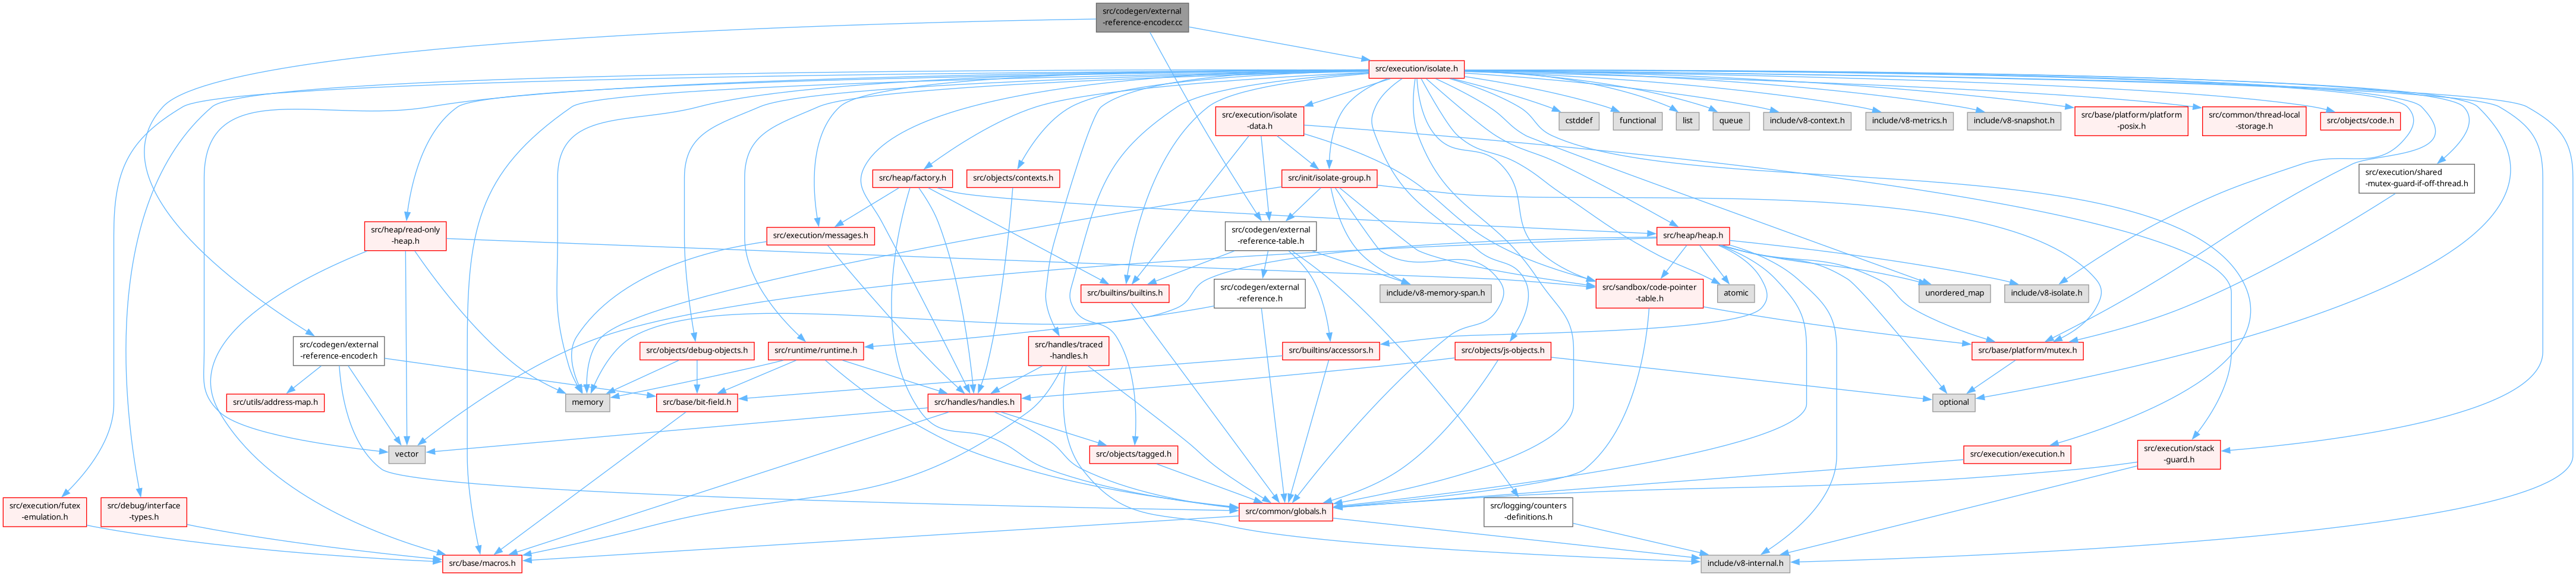 src/codegen/external
-reference-encoder.cc
src/execution/isolate.h
src/execution/isolate
-data.h
cstddef
functional
list
queue
include/v8-context.h
include/v8-metrics.h
include/v8-snapshot.h
src/base/platform/platform
-posix.h
src/common/thread-local
-storage.h
src/objects/code.h
src/heap/factory.h
src/objects/contexts.h
src/init/isolate-group.h
src/execution/shared
-mutex-guard-if-off-thread.h
src/heap/read-only
-heap.h
src/execution/messages.h
src/codegen/external
-reference-table.h
src/heap/heap.h
src/builtins/builtins.h
src/codegen/external
-reference.h
include/v8-memory-span.h
src/sandbox/code-pointer
-table.h
atomic
unordered_map
include/v8-isolate.h
src/codegen/external
-reference-encoder.h
src/objects/debug-objects.h
src/runtime/runtime.h
src/handles/traced
-handles.h
src/builtins/accessors.h
src/objects/js-objects.h
src/base/platform/mutex.h
src/utils/address-map.h
memory
src/base/bit-field.h
src/handles/handles.h
optional
vector
src/objects/tagged.h
src/execution/execution.h
src/execution/stack
-guard.h
src/execution/futex
-emulation.h
src/debug/interface
-types.h
src/common/globals.h
src/logging/counters
-definitions.h
src/base/macros.h
include/v8-internal.h